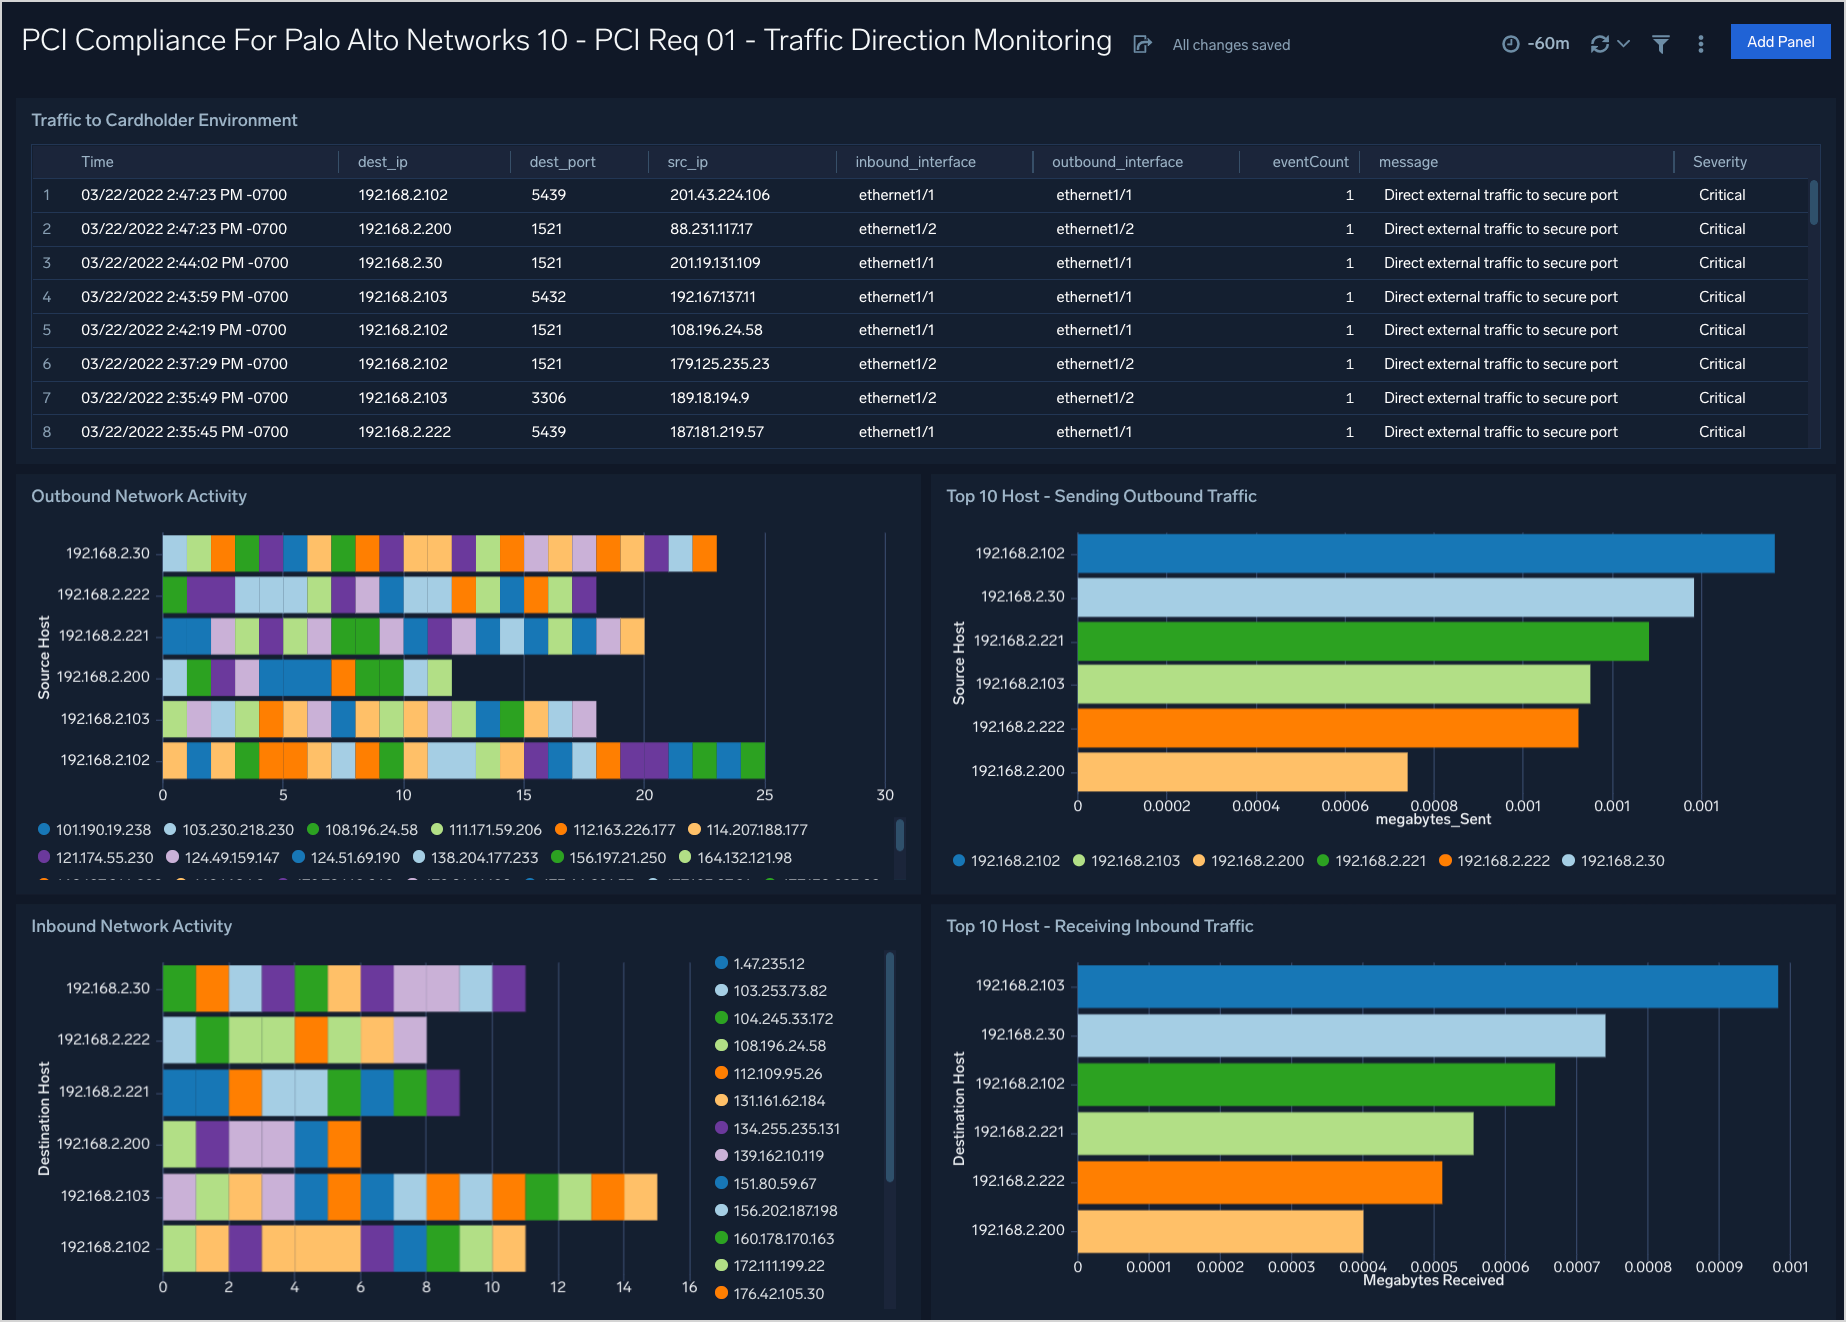 PCI Compliance For Palo Alto Networks 10 - PCI Req 01 - Traffic Direction Monitoring All changes saved -60m Add Panel
Traffic to Cardholder Environment
Time dest_ip dest_port src_ip inbound_interface outbound_interface eventCount message Severity
1 03/22/2022 2:47:23 PM -0700 192.168.2.102 5439 201.43.224.106 ethernet1/1 ethernet1/1 1 Direct external traffic to secure port Critical
2 03/22/2022 2:47:23 PM -0700 192.168.2.200 1521 88.231.117.17 ethernet1/2 ethernet1/2 1 Direct external traffic to secure port Critical
3 03/22/2022 2:44:02 PM -0700 192.168.2.30 1521 201.19.131.109 ethernet1/1 ethernet1/1 1 Direct external traffic to secure port Critical
4 03/22/2022 2:43:59 PM -0700 192.168.2.103 5432 192.167.137.11 ethernet1/1 ethernet1/1 1 Direct external traffic to secure port Critical
5 03/22/2022 2:42:19 PM -0700 192.168.2.102 1521 108.196.24.58 ethernet1/1 ethernet1/1 1 Direct external traffic to secure port Critical
6 03/22/2022 2:37:29 PM -0700 192.168.2.102 1521 179.125.235.23 ethernet1/2 ethernet1/2 1 Direct external traffic to secure port Critical
7 03/22/2022 2:35:49 PM -0700 192.168.2.103 3306 189.18.194.9 ethernet1/2 ethernet1/2 1 Direct external traffic to secure port Critical
8 03/22/2022 2:35:45 PM -0700 192.168.2.222 5439 187.181.219.57 ethernet1/1 ethernet1/1 1 Direct external traffic to secure port Critical
Outbound Network Activity
Source Host
192.168.2.30
192.168.2.222
192.168.2.221
192.168.2.200
192.168.2.103
192.168.2.102
0 5 10 15 20 25 30
101.190.19.238 103.230.218.230 108.196.24.58 111.171.59.206 112.163.226.177 114.207.188.177
121.174.55.230 124.49.159.147 124.51.69.190 138.204.177.233 156.197.21.250 164.132.121.98
Top 10 Host - Sending Outbound Traffic
Source Host
192.168.2.102
192.168.2.30
192.168.2.221
192.168.2.103
192.168.2.222
192.168.2.200
0 0.0002 0.0004 0.0006 0.0008 0.001 0.001 0.001
megabytes_Sent
192.168.2.102 192.168.2.103 192.168.2.200 192.168.2.221 192.168.2.222 192.168.2.30
Inbound Network Activity
Destination Host
192.168.2.30
192.168.2.222
192.168.2.221
192.168.2.200
192.168.2.103
192.168.2.102
0 2 4 6 8 10 12 14 16
1.47.235.12
103.253.73.82
104.245.33.172
108.196.24.58
112.109.95.26
131.161.62.184
134.255.235.131
139.162.10.119
151.80.59.67
156.202.187.198
160.178.170.163
172.111.199.22
176.42.105.30
Top 10 Host - Receiving Inbound Traffic
Destination Host
192.168.2.103
192.168.2.30
192.168.2.102
192.168.2.221
192.168.2.222
192.168.2.200
0 0.0001 0.0002 0.0003 0.0004 0.0005 0.0006 0.0007 0.0008 0.0009 0.001
Megabytes Received